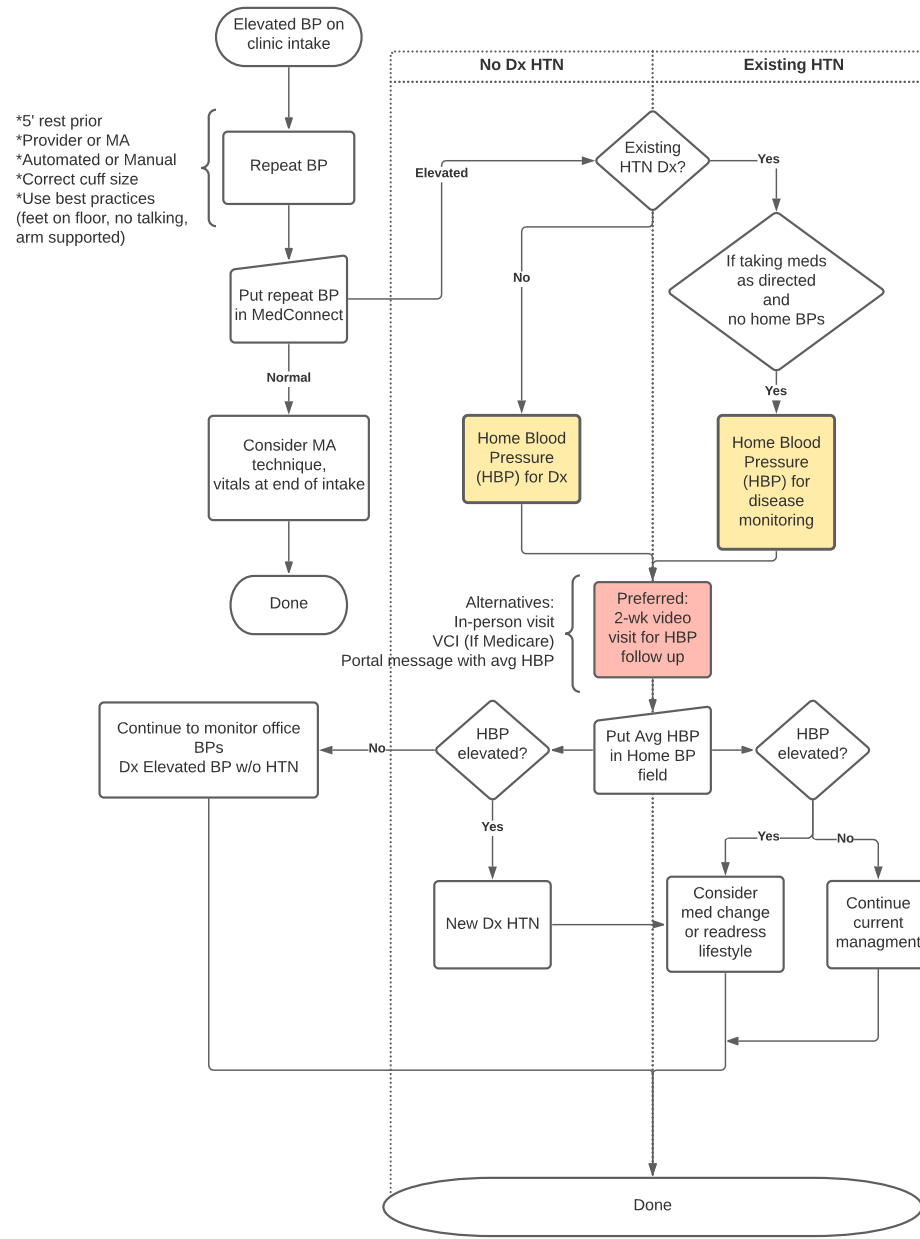 Elevated BP on
clinic intake
No Dx HTN
Existing HTN
*5' rest prior
*Provider or MA
*Automated or Manual
*Correct cuff size
*Use best practices
(feet on floor, no talking,
arm supported)
Repeat BP
Elevated
Existing
HTN Dx?
Yes
No
If taking meds
as directed
and
no home BPs
Put repeat BP
in MedConnect
Normal
Yes
Consider MA
technique,
vitals at end of intake
Home Blood
Pressure
(HBP) for Dx
Home Blood
Pressure
(HBP) for
disease
monitoring
Done
Alternatives:
In-person visit
VCI (If Medicare)
Portal message with avg HBP
Preferred:
2-wk video
visit for HBP
follow up
Continue to monitor office
BPs
Dx Elevated BP w/o HTN
No
HBP
elevated?
Put Avg HBP
in Home BP
field
HBP
elevated?
Yes
Yes
No
New Dx HTN
Consider
med change
or readress
lifestyle
Continue
current
managment
Done